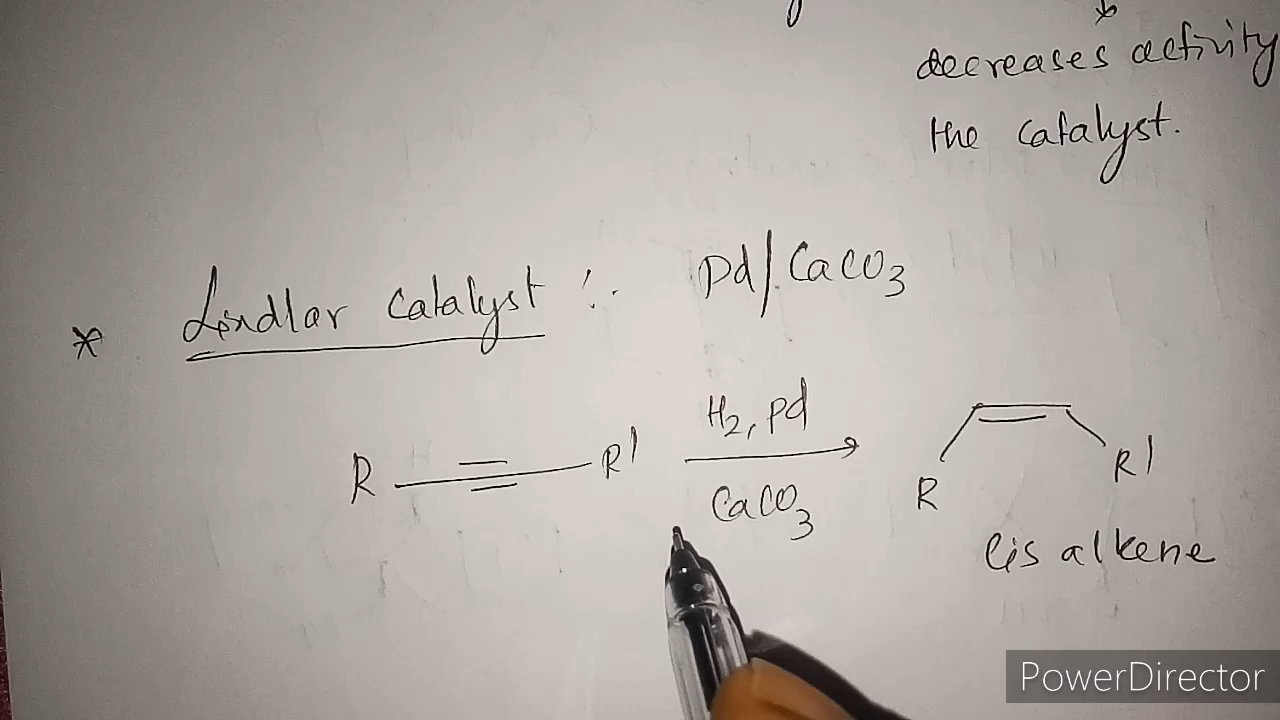 decreases activity
the catalyst.
* Lindlar catalyst :. Pd/CaCO3
R R' H2, Pd
CaCO3
R R'
Cis alkene
PowerDirector